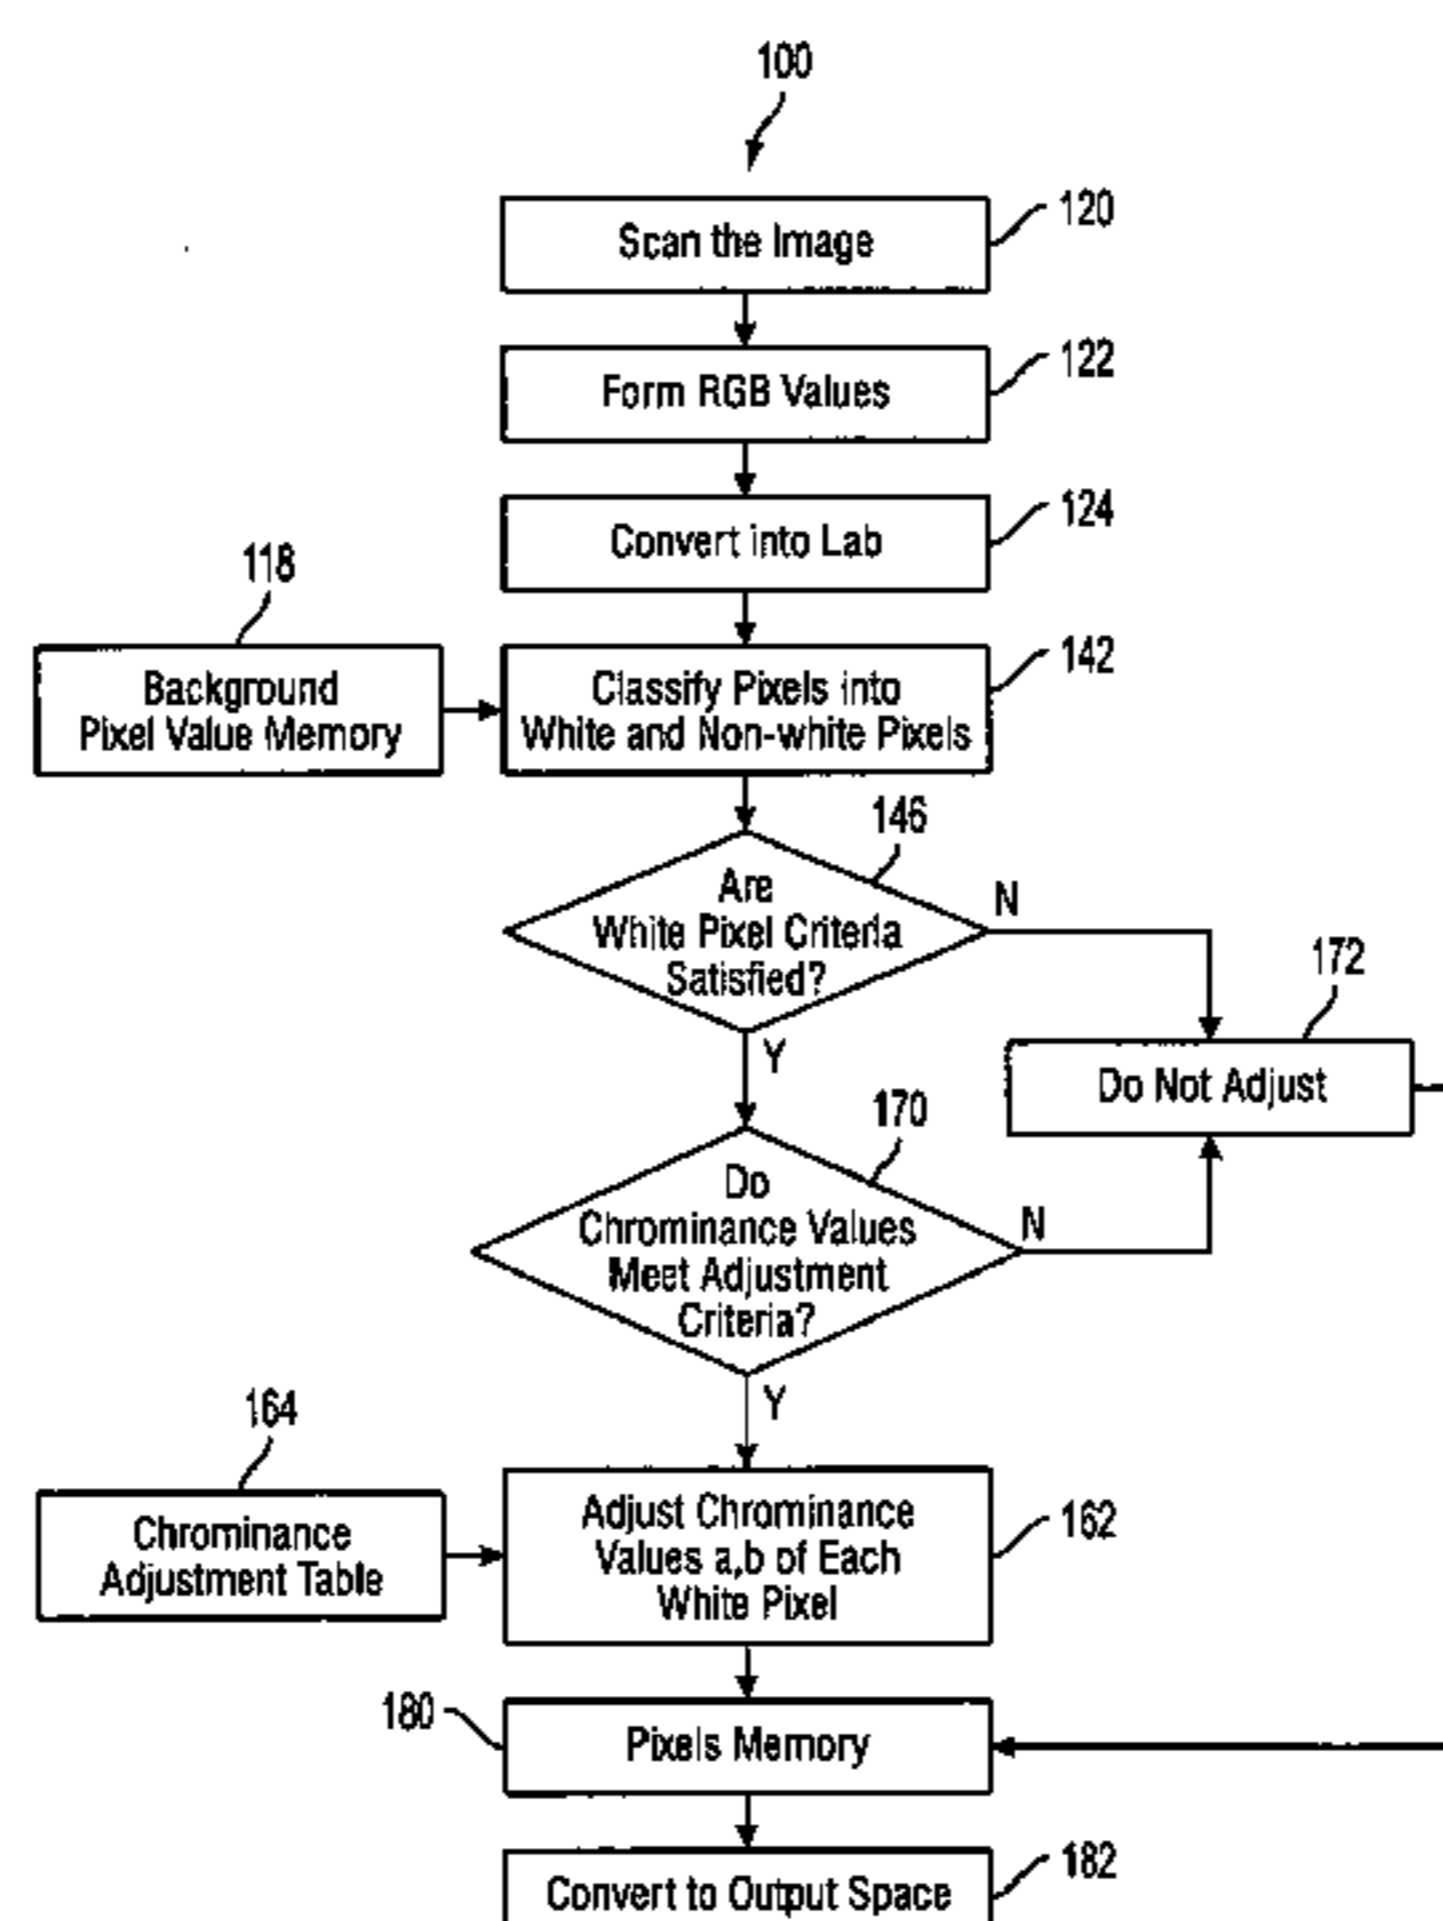 100
Scan the Image
120
Form RGB Values
122
Convert into Lab
124
118
Background
Pixel Value Memory
Classify Pixels into
White and Non-white Pixels
142
146
Are
White Pixel Criteria
Satisfied?
N
Y
172
Do Not Adjust
170
Do
Chrominance Values
Meet Adjustment
Criteria?
N
Y
164
Chrominance
Adjustment Table
Adjust Chrominance
Values a,b of Each
White Pixel
162
180
Pixels Memory
Convert to Output Space
182